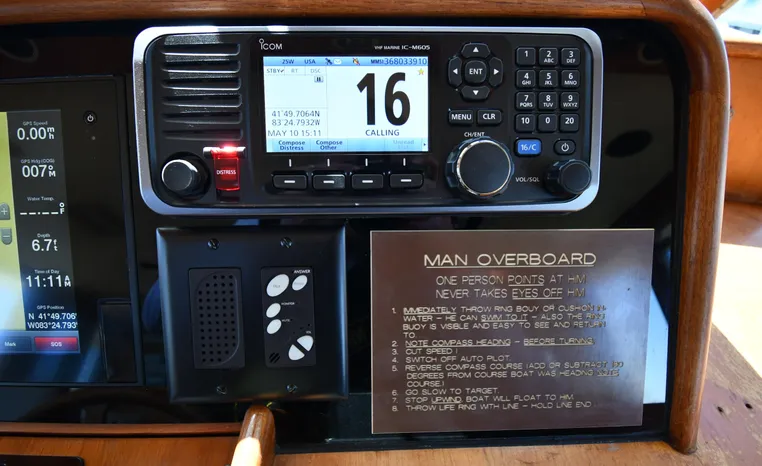 ICOM
VHF MARINE IC-M605
25W USA MMSI:368033910
STBY RT DSC
16
CALLING
41°49.7064N
83°24.7932W
MAY 10 15:11
Compose Distress
Compose Other
Unread
DISTRESS
ENT
MENU CLR
CH/ENT
VOL/SQL
16/C
1 2 ABC 3 DEF
4 GHI 5 JKL 6 MNO
7 PQRS 8 TUV 9 WXYZ
10 0 20
GPS Speed
0.00 m/h
GPS Hdg (COG)
007° M
Water Temp.
°F
Depth
6.7 ft
Time of Day
11:11 AM
GPS Position
N 41°49.706'
W083°24.793'
Mark SOS
ANSWER
MONITOR
MAN OVERBOARD
ONE PERSON POINTS AT HIM
NEVER TAKES EYES OFF HIM
1. IMMEDIATELY THROW RING BOUY OR CUSHION IN
WATER – HE CAN SWIM TO IT – ALSO THE RING
BUOY IS VISIBLE AND EASY TO SEE AND RETURN
TO.
2. NOTE COMPASS HEADING – BEFORE TURNING!
3. CUT SPEED!
4. SWITCH OFF AUTO PILOT.
5. REVERSE COMPASS COURSE (ADD OR SUBTRACT 180
DEGREES FROM COURSE BOAT WAS HEADING
COURSE.)
6. GO SLOW TO TARGET.
7. STOP UPWIND BOAT WILL FLOAT TO HIM.
8. THROW LIFE RING WITH LINE – HOLD LINE END